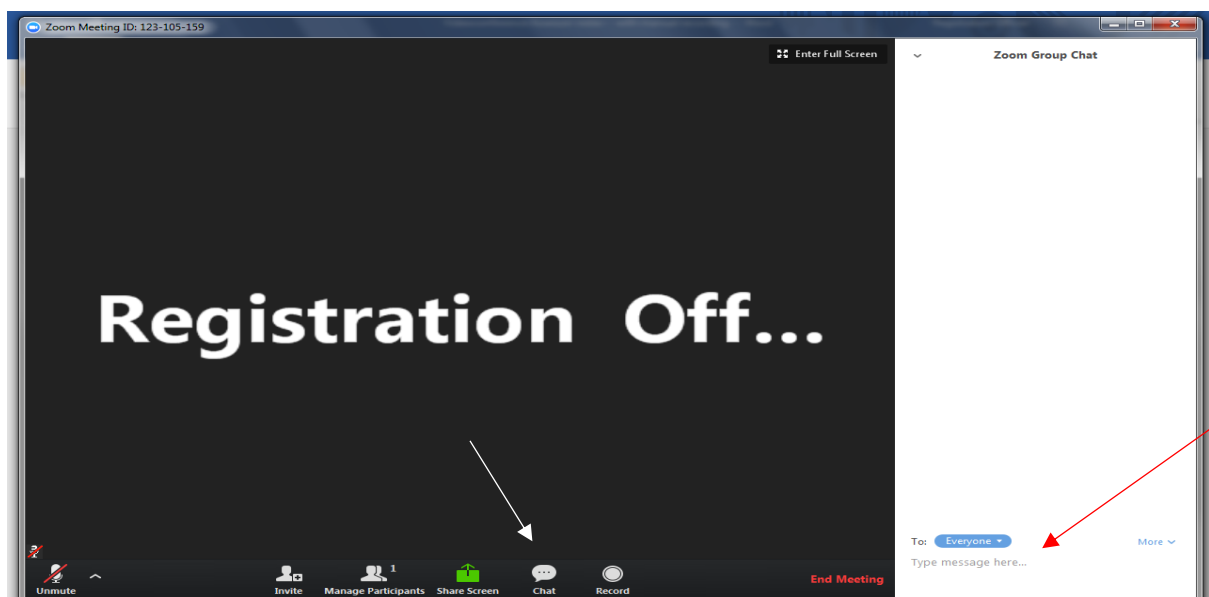 Zoom Meeting ID: 123-105-159
Enter Full Screen
Zoom Group Chat
Registration Off...
To: Everyone
More
Type message here...
1
Unmute
Invite
Manage Participants
Share Screen
Chat
Record
End Meeting